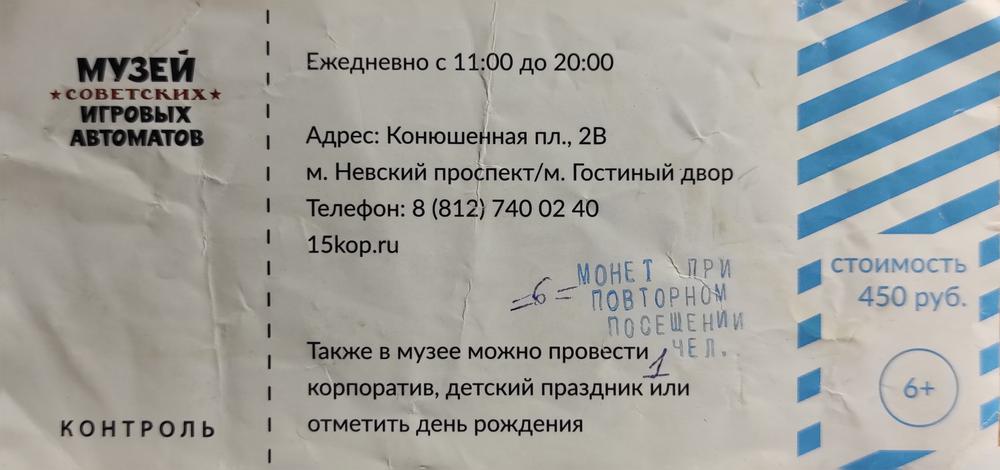 МУЗЕЙ
★СОВЕТСКИХ★
ИГРОВЫХ
АВТОМАТОВ
КОНТРОЛЬ
Ежедневно с 11:00 до 20:00
Адрес: Конюшенная пл., 2В
м. Невский проспект/м. Гостиный двор
Телефон: 8 (812) 740 02 40
15kop.ru
=6= МОНЕТ ПРИ
ПОВТОРНОМ
ПОСЕЩЕНИИ
1 ЧЕЛ.
Также в музее можно провести
корпоратив, детский праздник или
отметить день рождения
СТОИМОСТЬ
450 руб.
6+